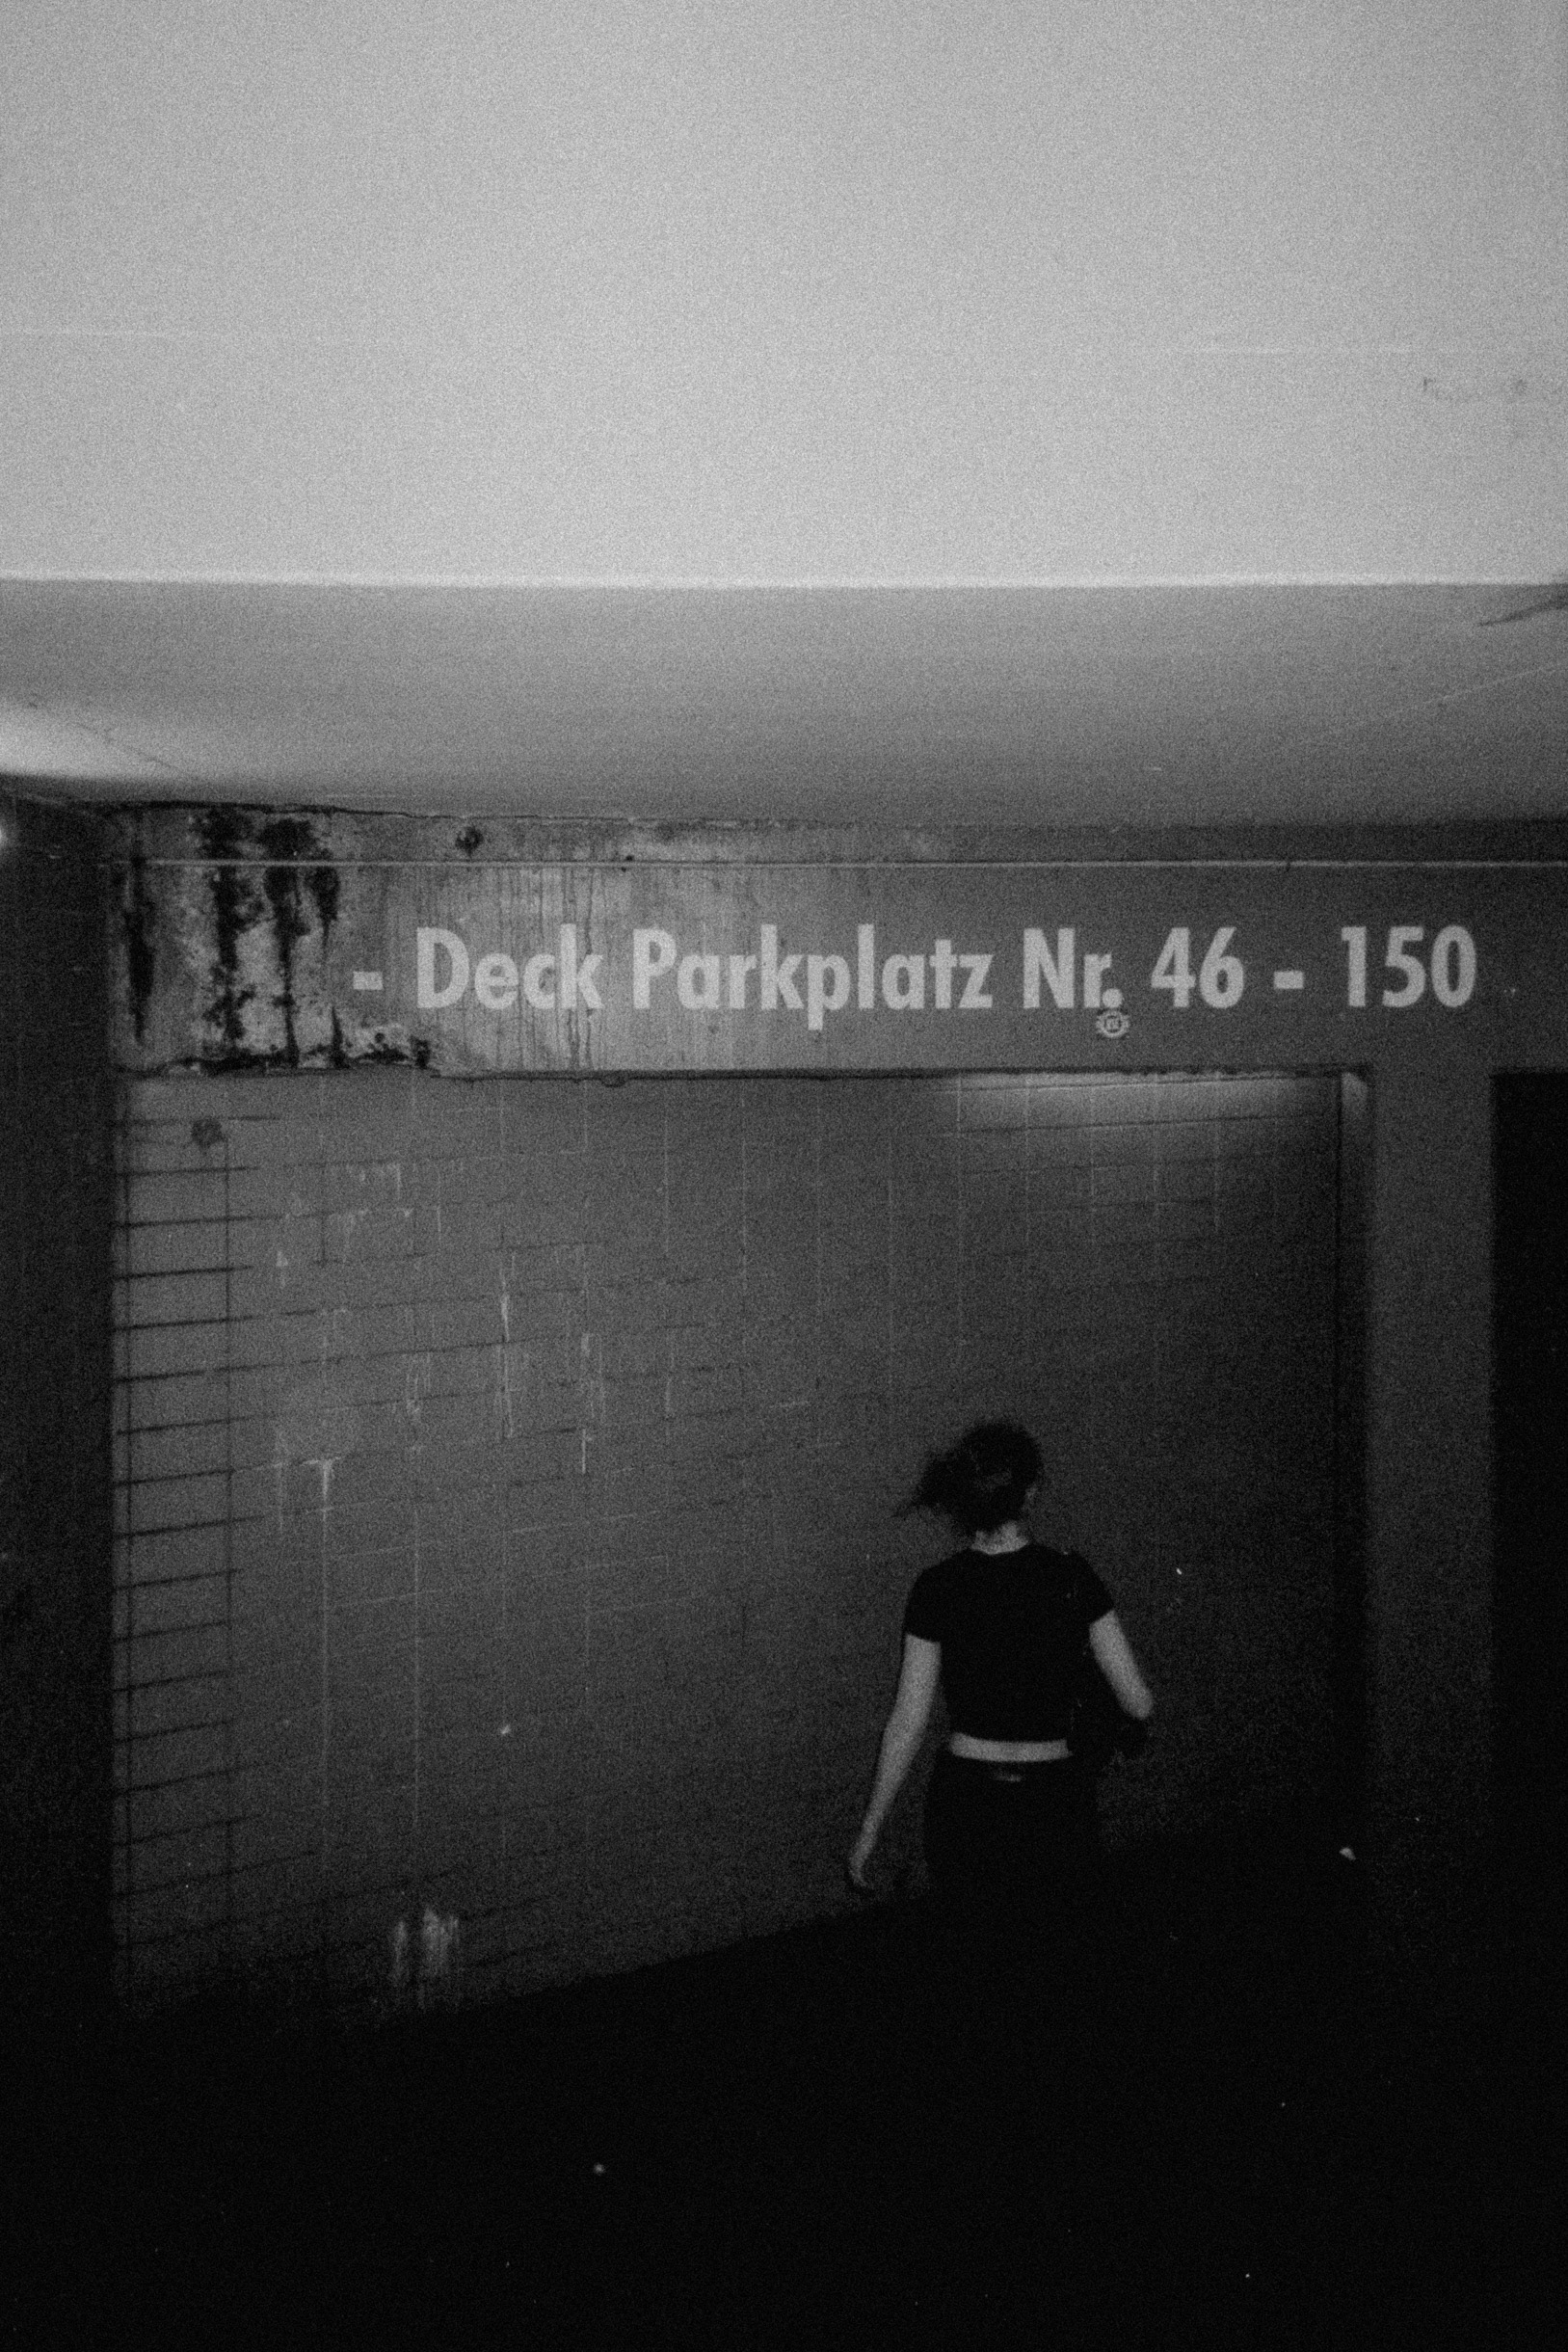 - Deck Parkplatz Nr. 46 - 150